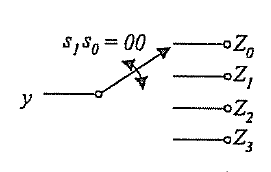 s₁s₀ = 00
y
Z₀
Z₁
Z₂
Z₃